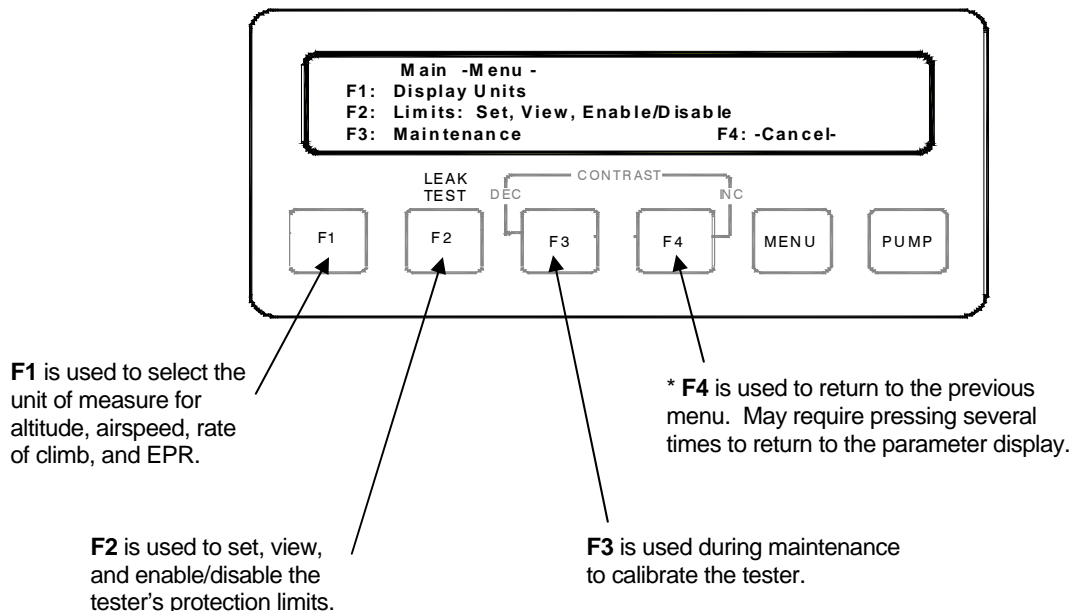 Main -Menu -
F1: Display Units
F2: Limits: Set, View, Enable/Disable
F3: Maintenance F4: -Cancel-
LEAK
TEST
DEC
CONTRAST
INC
F1
F2
F3
F4
MENU
PUMP
F1 is used to select the
unit of measure for
altitude, airspeed, rate
of climb, and EPR.
* F4 is used to return to the previous
menu. May require pressing several
times to return to the parameter display.
F2 is used to set, view,
and enable/disable the
tester's protection limits.
F3 is used during maintenance
to calibrate the tester.